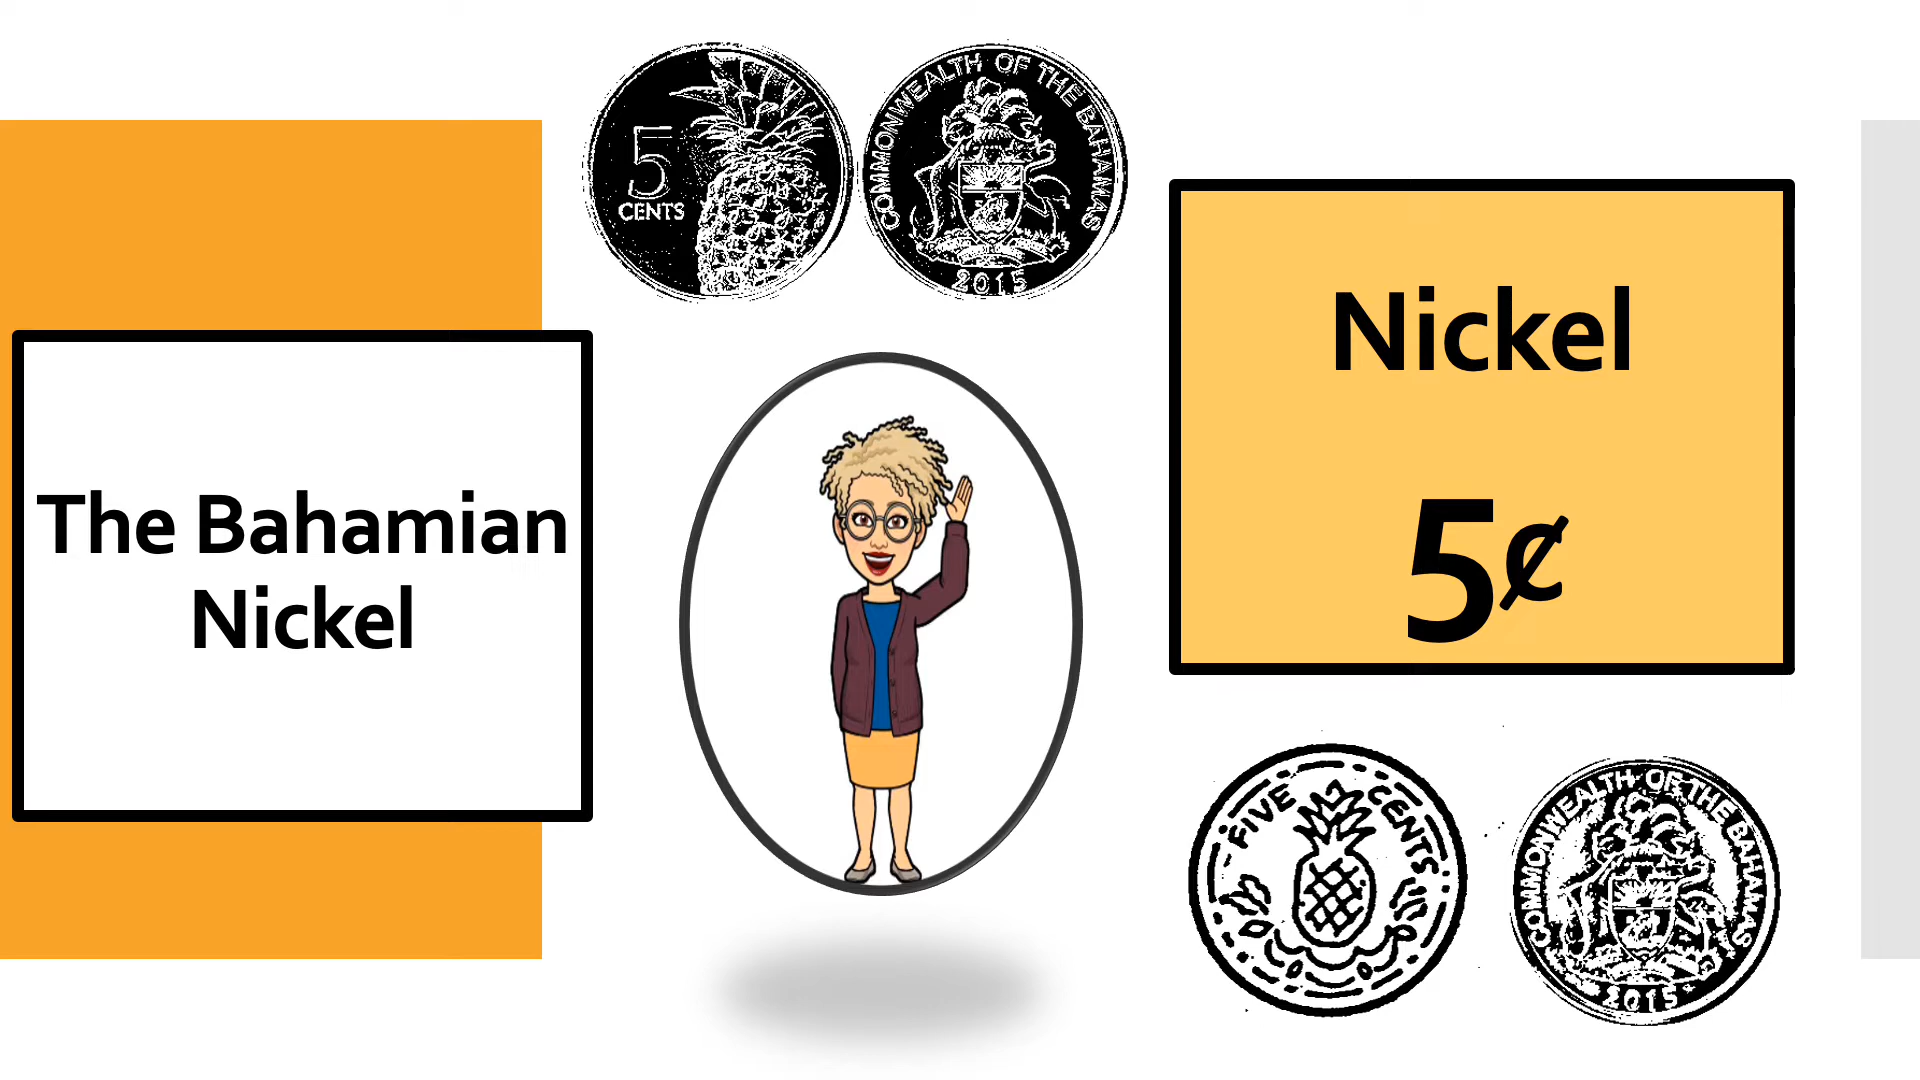 5
CENTS
COMMONWEALTH OF THE BAHAMAS
2015
The Bahamian
Nickel
Nickel
5¢
FIVE CENTS
COMMONWEALTH OF THE BAHAMAS
2015